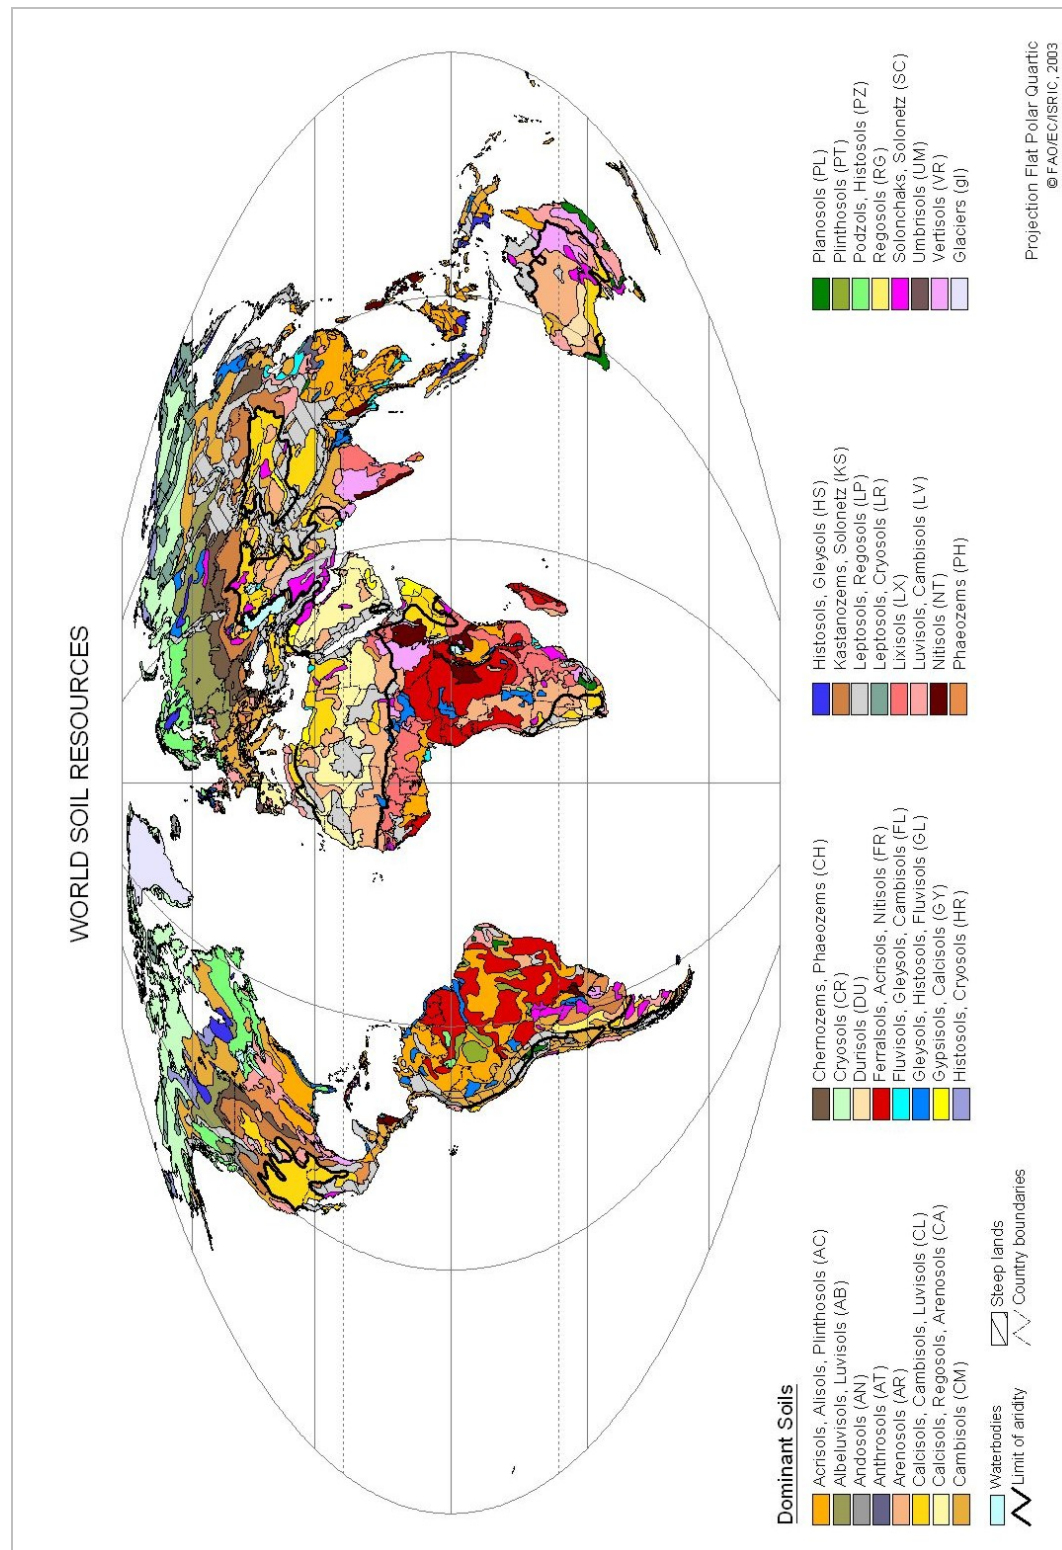 WORLD SOIL RESOURCES
Dominant Soils
Acrisols, Alisols, Plinthosols (AC)
Albeluvisols, Luvisols (AB)
Andosols (AN)
Anthrosols (AT)
Arenosols (AR)
Calcisols, Cambisols, Luvisols (CL)
Calcisols, Regosols, Arenosols (CA)
Cambisols (CM)
Chernozems, Phaeozems (CH)
Cryosols (CR)
Durisols (DU)
Ferralsols, Acrisols, Nitisols (FR)
Fluvisols, Gleysols, Cambisols (FL)
Gleysols, Histosols, Fluvisols (GL)
Gypsisols, Calcisols (GY)
Histosols, Cryosols (HR)
Histosols, Gleysols (HS)
Kastanozems, Solonetz (KS)
Leptosols, Regosols (LP)
Leptosols, Cryosols (LR)
Lixisols (LX)
Luvisols, Cambisols (LV)
Nitisols (NT)
Phaeozems (PH)
Planosols (PL)
Plinthosols (PT)
Podzols, Histosols (PZ)
Regosols (RG)
Solonchaks, Solonetz (SC)
Umbrisols (UM)
Vertisols (VR)
Glaciers (gl)
Waterbodies
Limit of aridity
Steep lands
Country boundaries
Projection Flat Polar Quartic
© FAO/EC/ISRIC, 2003